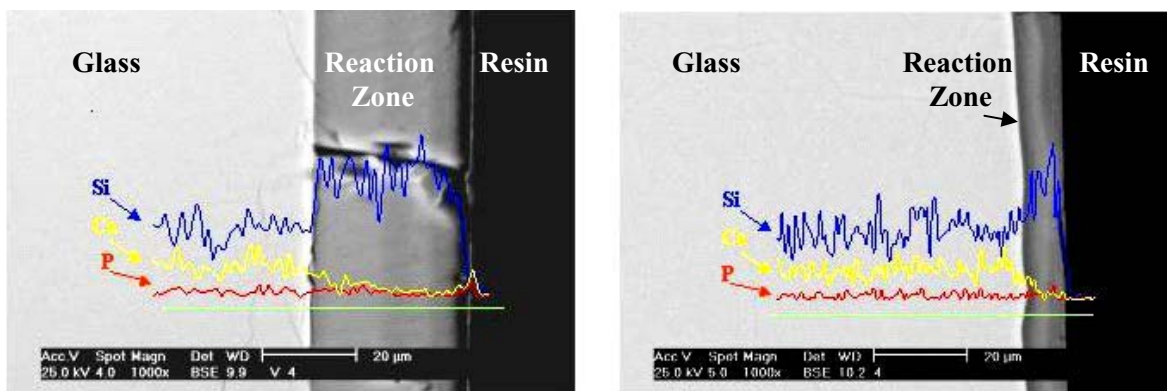 Glass
Reaction
Zone
Resin
Si
Ca
P
Acc.V Spot Magn Det WD 20 µm
25.0 kV 4.0 1000x BSE 9.9 V 4
Glass
Reaction
Zone
Resin
Si
Ca
P
Acc.V Spot Magn Det WD 20 µm
25.0 kV 5.0 1000x BSE 10.2 4